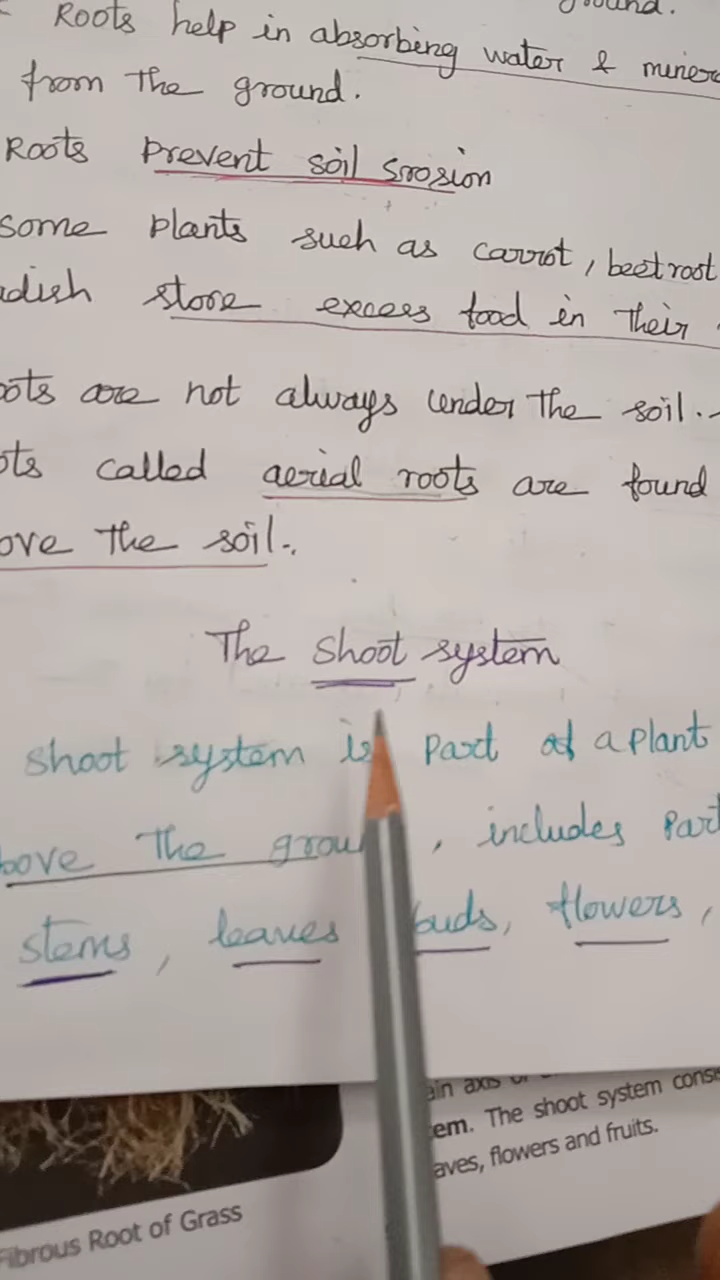 ground.
Roots help in absorbing water & miner
from the ground.
Roots prevent soil srosion
some plants such as carrot, beetroot
dish store excess food in their
ots are not always under the soil.
ots called aerial roots are found
ove the soil.
The shoot system
shoot system is part of a plant
bove the grou , includes part
stems, leaves buds, flowers,
ain axis
em. The shoot system cons
aves, flowers and fruits.
Fibrous Root of Grass